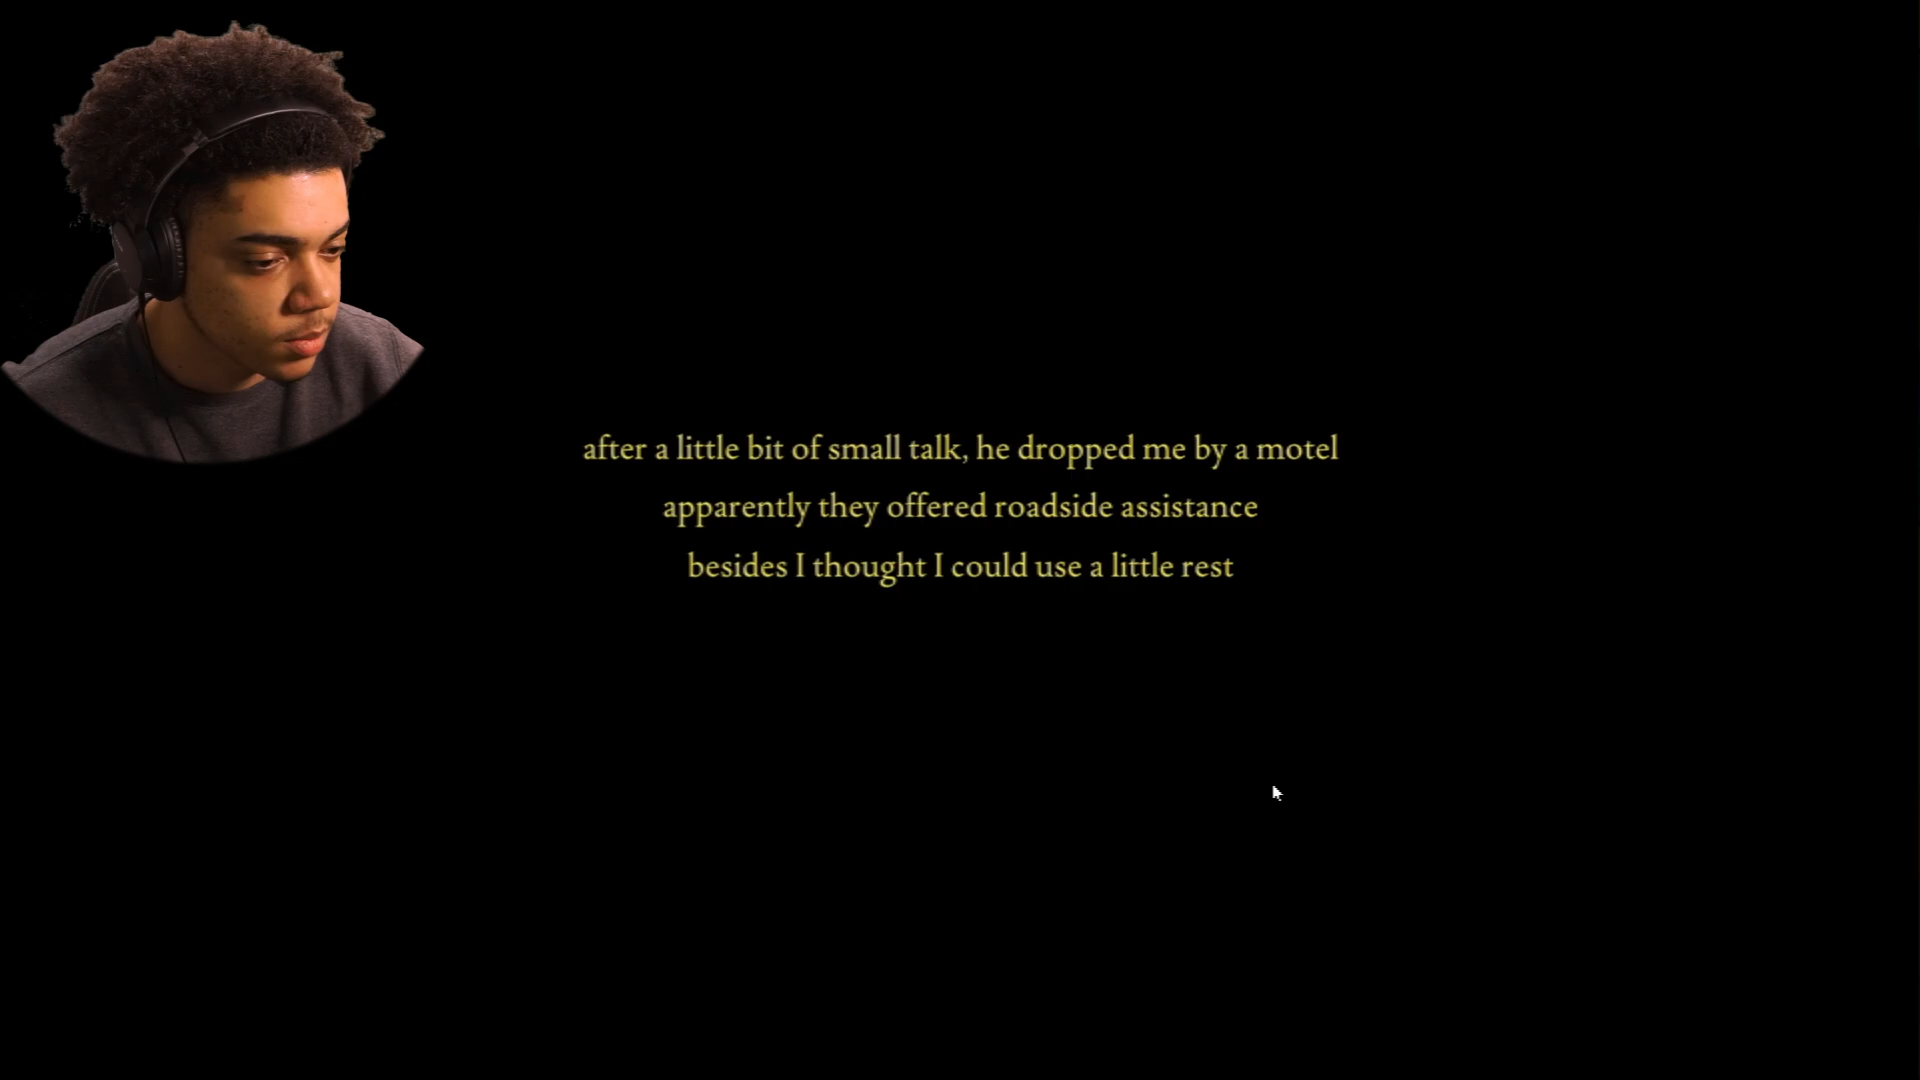 after a little bit of small talk, he dropped me by a motel
apparently they offered roadside assistance
besides I thought I could use a little rest